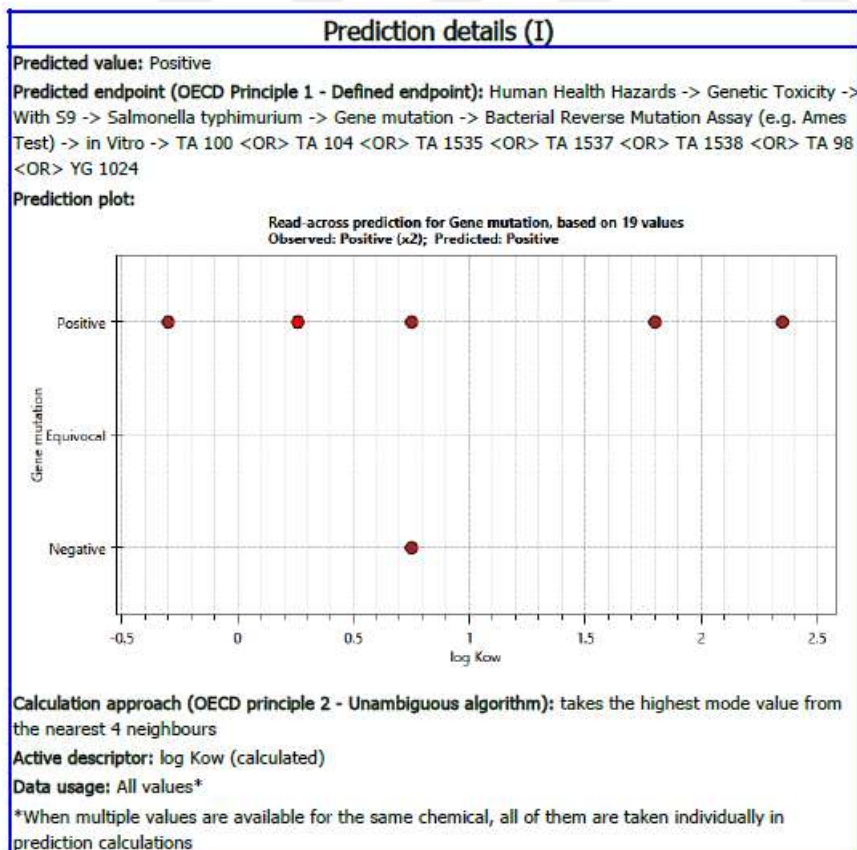 Prediction details (I)
Predicted value: Positive
Predicted endpoint (OECD Principle 1 - Defined endpoint): Human Health Hazards -> Genetic Toxicity ->
With S9 -> Salmonella typhimurium -> Gene mutation -> Bacterial Reverse Mutation Assay (e.g. Ames
Test) -> in Vitro -> TA 100 <OR> TA 104 <OR> TA 1535 <OR> TA 1537 <OR> TA 1538 <OR> TA 98
<OR> YG 1024
Prediction plot:
Read-across prediction for Gene mutation, based on 19 values
Observed: Positive (x2); Predicted: Positive
Positive
Equivocal
Negative
Gene mutation
-0.5 0 0.5 1 1.5 2 2.5
log Kow
Calculation approach (OECD principle 2 - Unambiguous algorithm): takes the highest mode value from
the nearest 4 neighbours
Active descriptor: log Kow (calculated)
Data usage: All values*
*When multiple values are available for the same chemical, all of them are taken individually in
prediction calculations